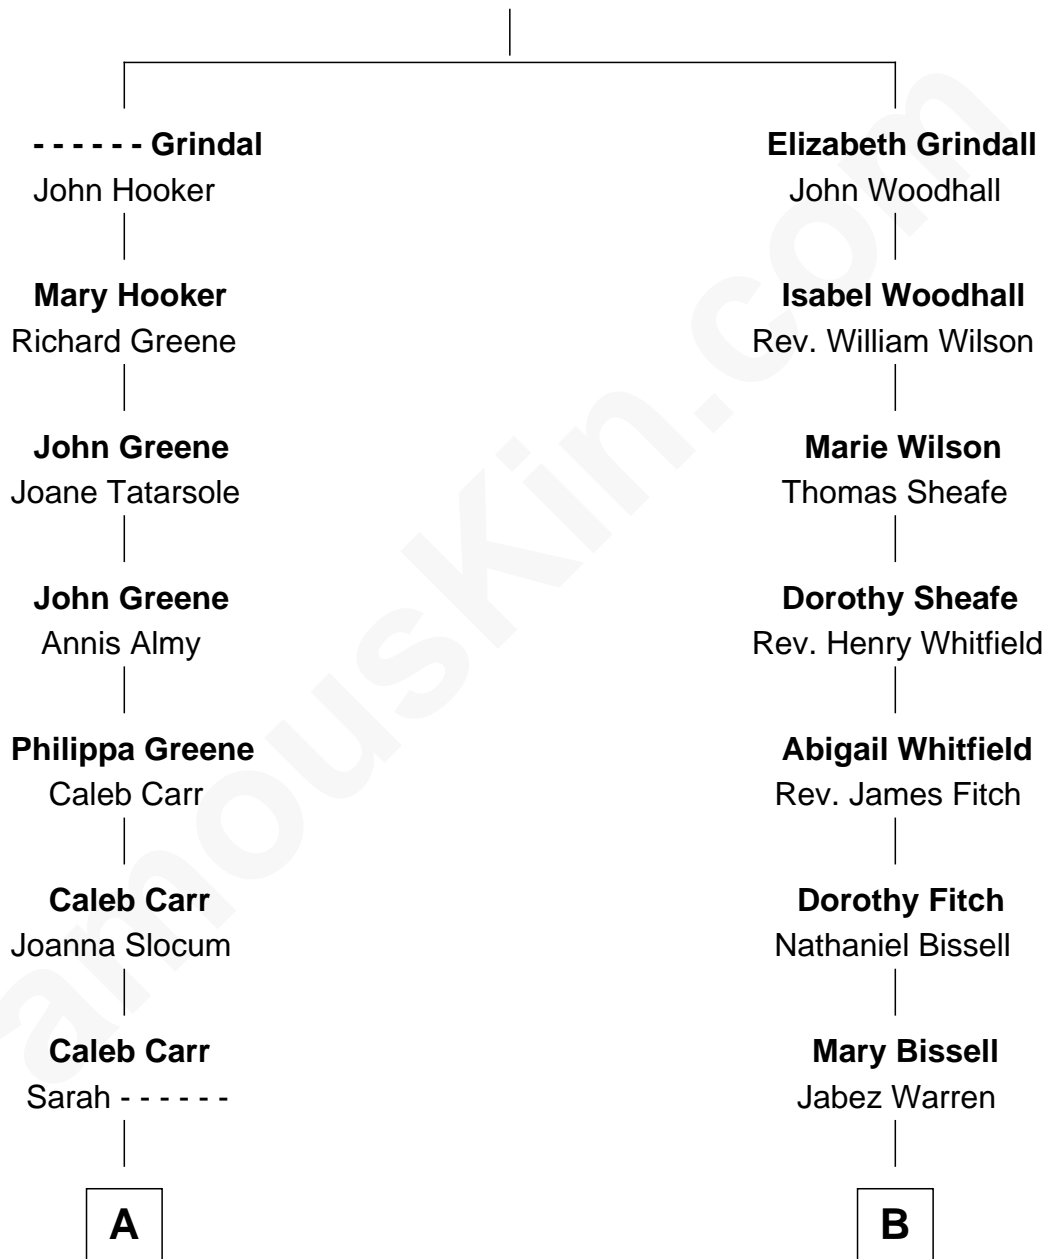 - - - - - - Grindal
John Hooker
Mary Hooker
Richard Greene
John Greene
Joane Tatarsole
John Greene
Annis Almy
Philippa Greene
Caleb Carr
Caleb Carr
Joanna Slocum
Caleb Carr
Sarah - - - - - -
A
Elizabeth Grindall
John Woodhall
Isabel Woodhall
Rev. William Wilson
Marie Wilson
Thomas Sheafe
Dorothy Sheafe
Rev. Henry Whitfield
Abigail Whitfield
Rev. James Fitch
Dorothy Fitch
Nathaniel Bissell
Mary Bissell
Jabez Warren
B
amouskin.com